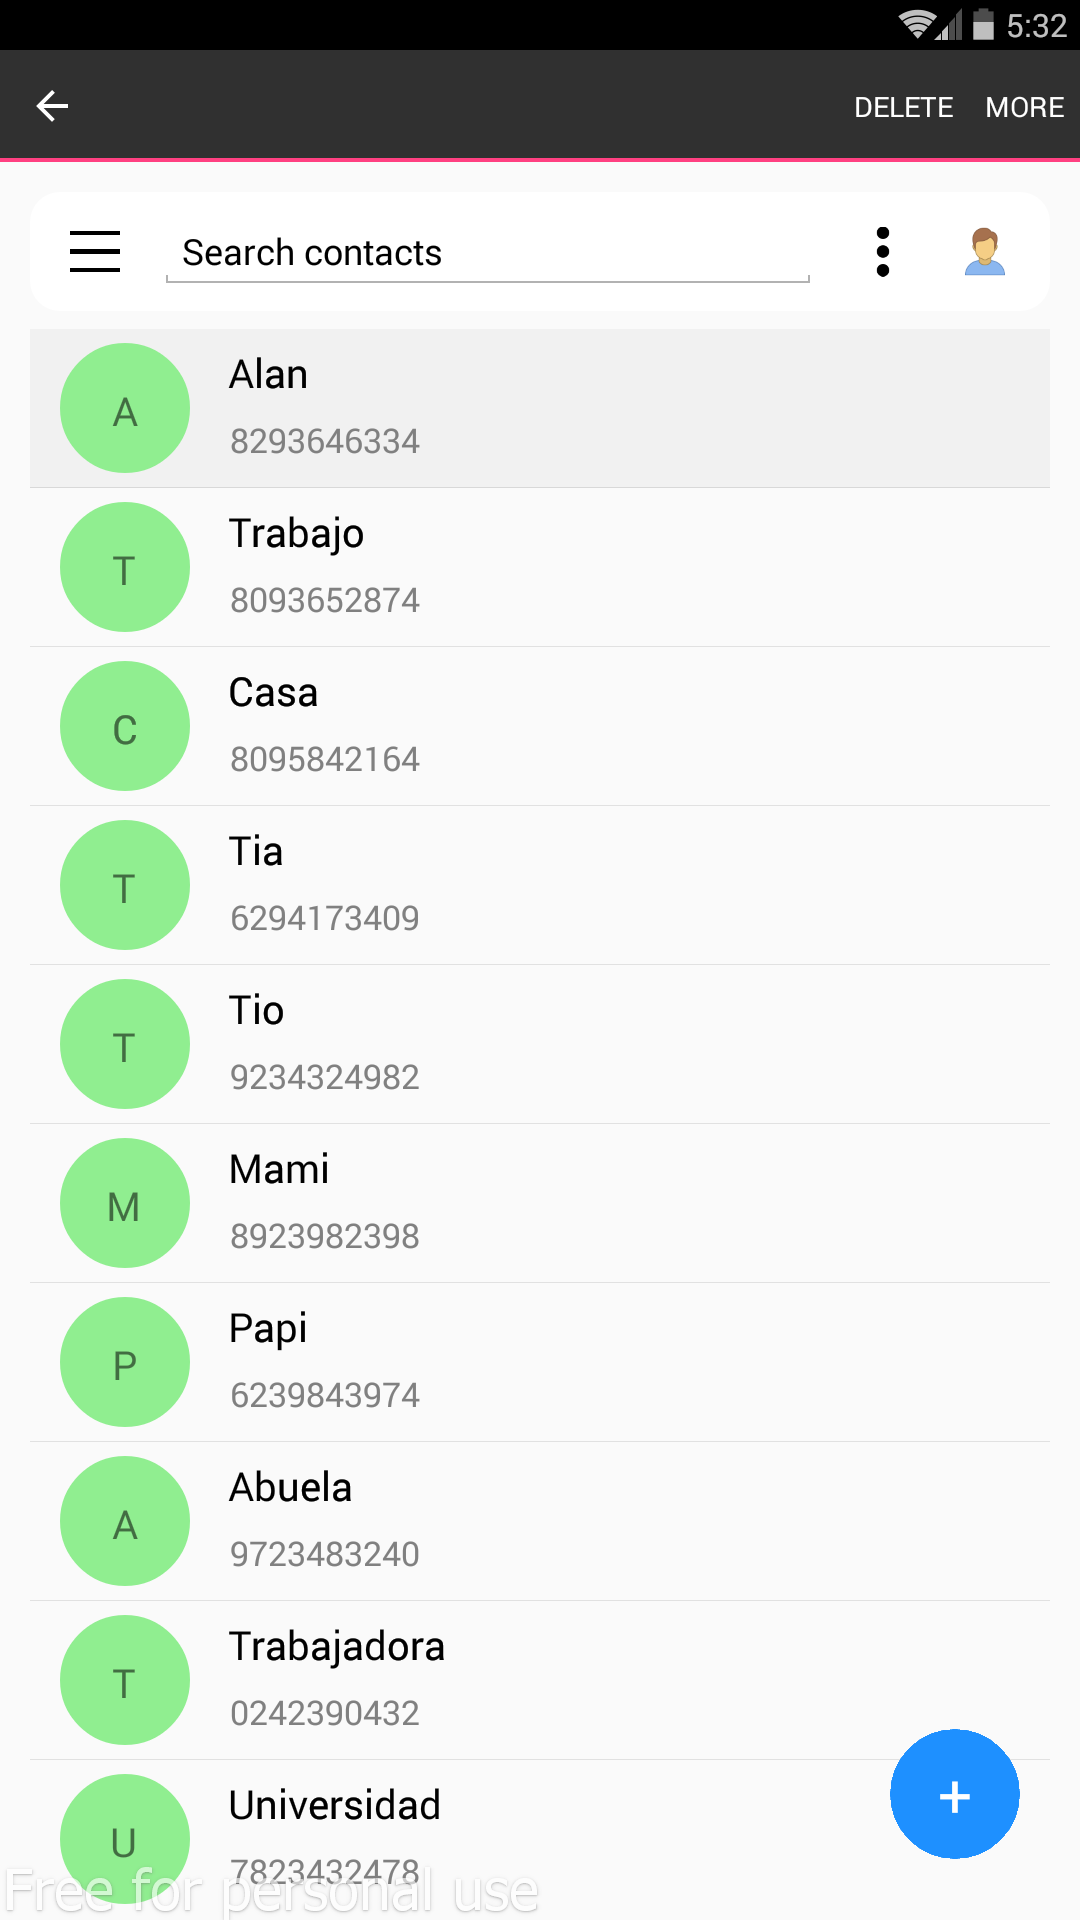 5:32
DELETE MORE
Search contacts
A
Alan
8293646334
T
Trabajo
8093652874
C
Casa
8095842164
T
Tia
6294173409
T
Tio
9234324982
M
Mami
8923982398
P
Papi
6239843974
A
Abuela
9723483240
T
Trabajadora
0242390432
+
U
Universidad
7823432478
Free for personal use